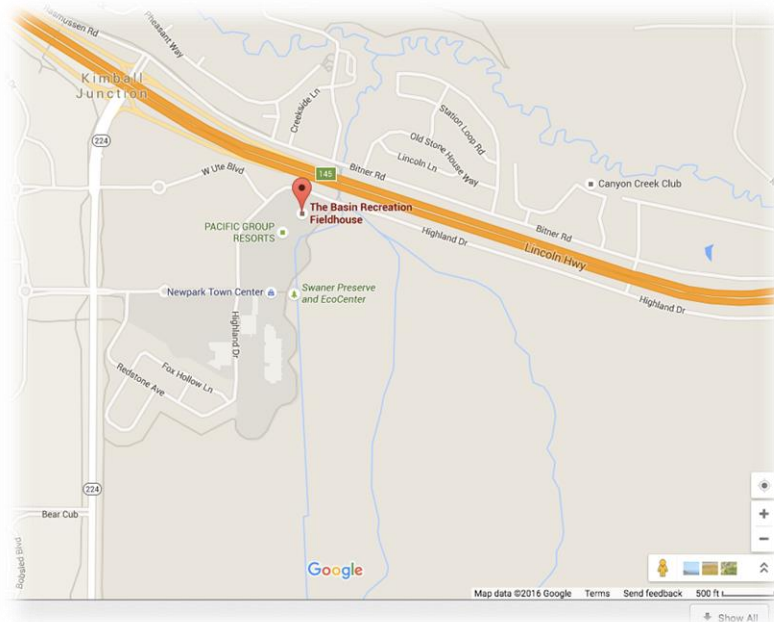 Rasmussen Rd
Pheasant Way
Kimball
Junction
224
Creekside Ln
Station Loop Rd
Old Stone House Way
Lincoln Ln
W Ute Blvd
145
Bitner Rd
Canyon Creek Club
The Basin Recreation
Fieldhouse
PACIFIC GROUP
RESORTS
Highland Dr
Bitner Rd
Lincoln Hwy
Newpark Town Center
Swaner Preserve
and EcoCenter
Highland Dr
Highland Dr
Fox Hollow Ln
Redstone Ave
224
Bear Cub
Bobsled Blvd
Google
Map data ©2016 Google Terms Send feedback 500 ft
Show All